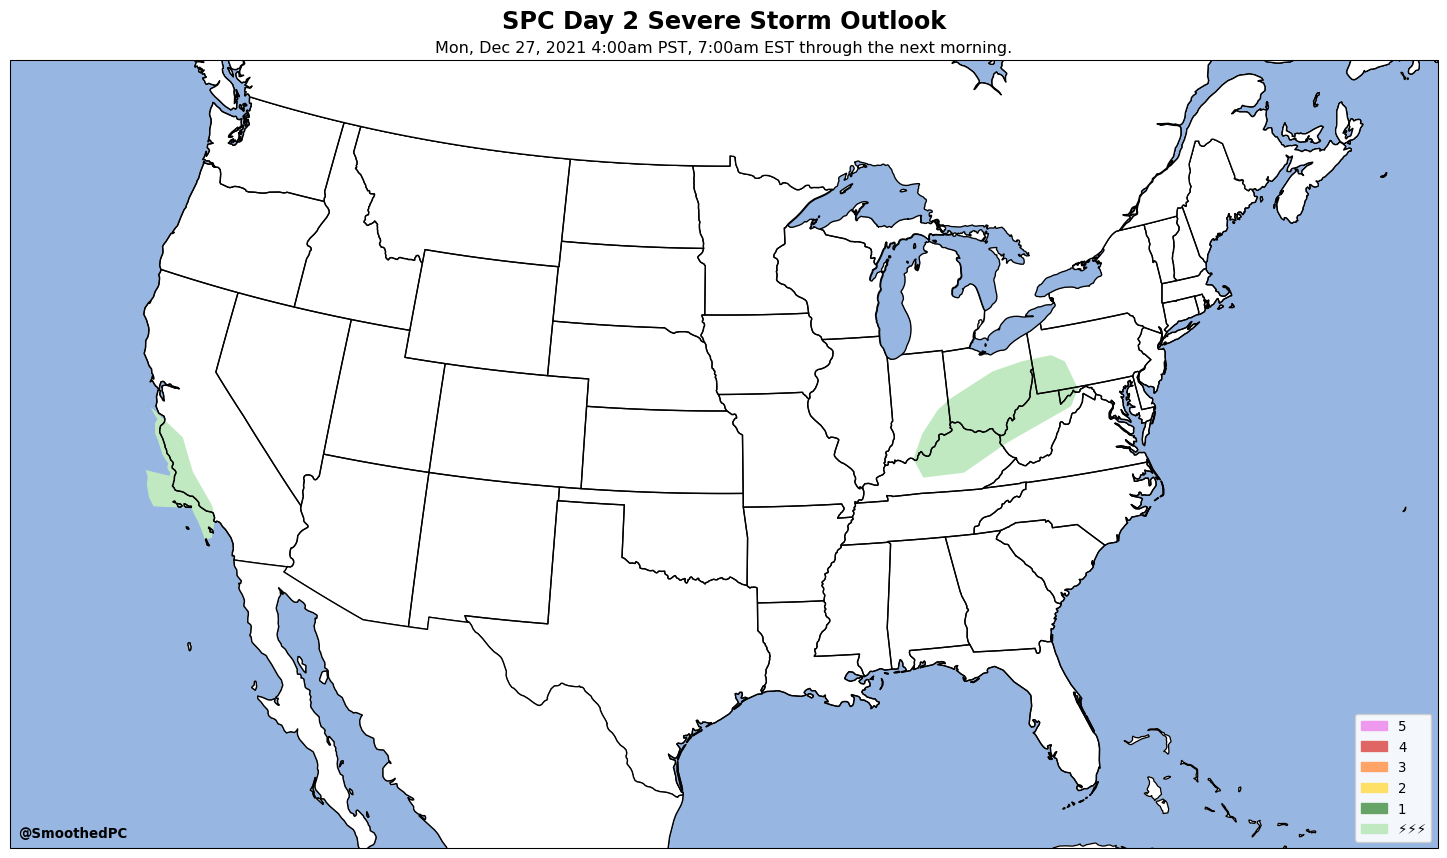 SPC Day 2 Severe Storm Outlook
Mon, Dec 27, 2021 4:00am PST, 7:00am EST through the next morning.
5
4
3
2
1
⚡⚡⚡
@SmoothedPC